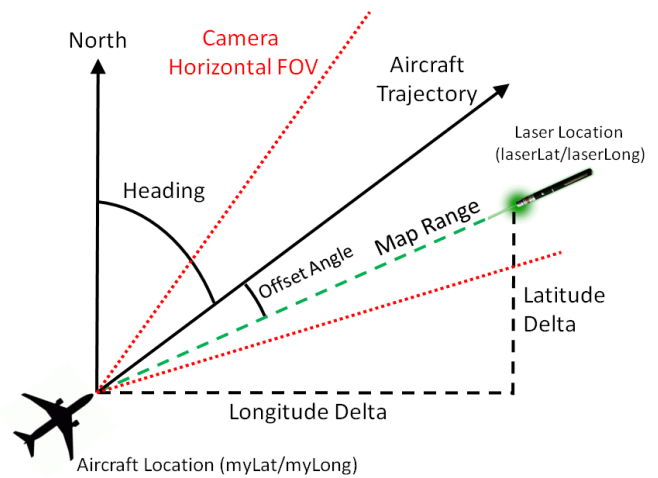 North
Camera
Horizontal FOV
Aircraft
Trajectory
Laser Location
(laserLat/laserLong)
Heading
Map Range
Offset Angle
Latitude
Delta
Longitude Delta
Aircraft Location (myLat/myLong)